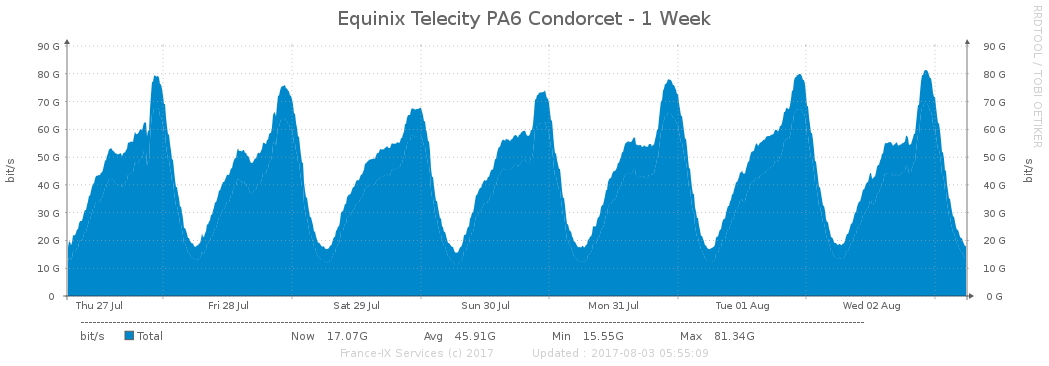 Equinix Telecity PA6 Condorcet - 1 Week
RRDTOOL / TOBI OETIKER
90 G 90 G
80 G 80 G
70 G 70 G
60 G 60 G
50 G 50 G
40 G 40 G
30 G 30 G
20 G 20 G
10 G 10 G
0 0 G
bit/s bit/s
Thu 27 Jul Fri 28 Jul Sat 29 Jul Sun 30 Jul Mon 31 Jul Tue 01 Aug Wed 02 Aug
bit/s Total Now 17.07G Avg 45.91G Min 15.55G Max 81.34G
France-IX Services (c) 2017 Updated : 2017-08-03 05:55:09